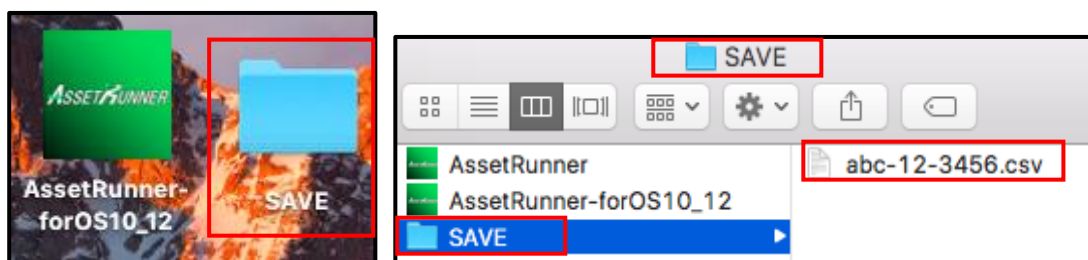 ASSETRUNNER
AssetRunner-
forOS10_12
SAVE
SAVE
AssetRunner
AssetRunner-forOS10_12
SAVE
abc-12-3456.csv